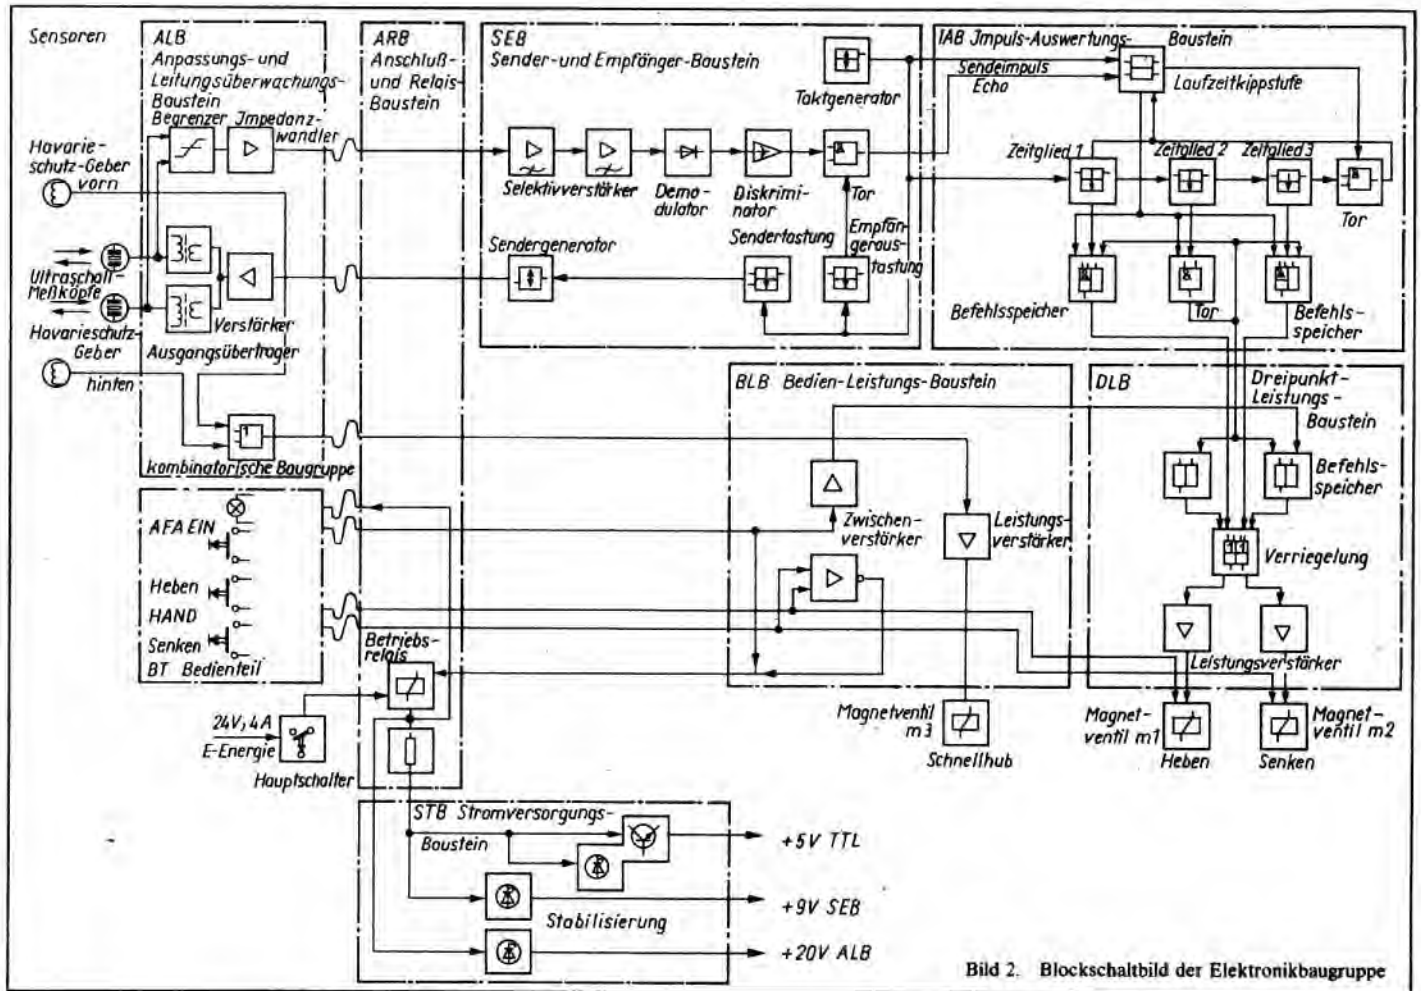 Sensoren
ALB
Anpassungs- und
Leitungsüberwachungs-
Baustein
Begrenzer Impedanz-
wandler
ARB
Anschluß-
und Relais-
Baustein
SEB
Sender- und Empfänger-Baustein
Taktgenerator
IAB Impuls-Auswertungs-
Baustein
Sendeimpuls
Echo
Laufzeitkippstufe
Havarie-
schutz-Geber
vorn
Selektivverstärker
Demo-
dulator
Diskrimi-
nator
Tor
Zeitglied 1
Zeitglied 2
Zeitglied 3
Tor
Sendergenerator
Sendertastung
Empfän-
geraus-
tastung
Ultraschall-
Meßköpfe
Havarieschutz-
Geber
hinten
Verstärker
Ausgangsübertrager
Befehlsspeicher
Tor
Befehls-
speicher
1
kombinatorische Baugruppe
BLB Bedien-Leistungs-Baustein
DLB
Dreipunkt-
Leistungs-
Baustein
Befehls-
speicher
AFA EIN
Heben
HAND
Senken
BT Bedienteil
Zwischen-
verstärker
Leistungs-
verstärker
Verriegelung
Leistungsverstärker
Betriebs-
relais
24V, 4A
E-Energie
Hauptschalter
Magnetventil
m3
Schnellhub
Magnet-
ventil m1
Heben
Magnet-
ventil m2
Senken
STB Stromversorgungs-
Baustein
+5V TTL
+9V SEB
Stabilisierung
+20V ALB
Bild 2. Blockschaltbild der Elektronikbaugruppe